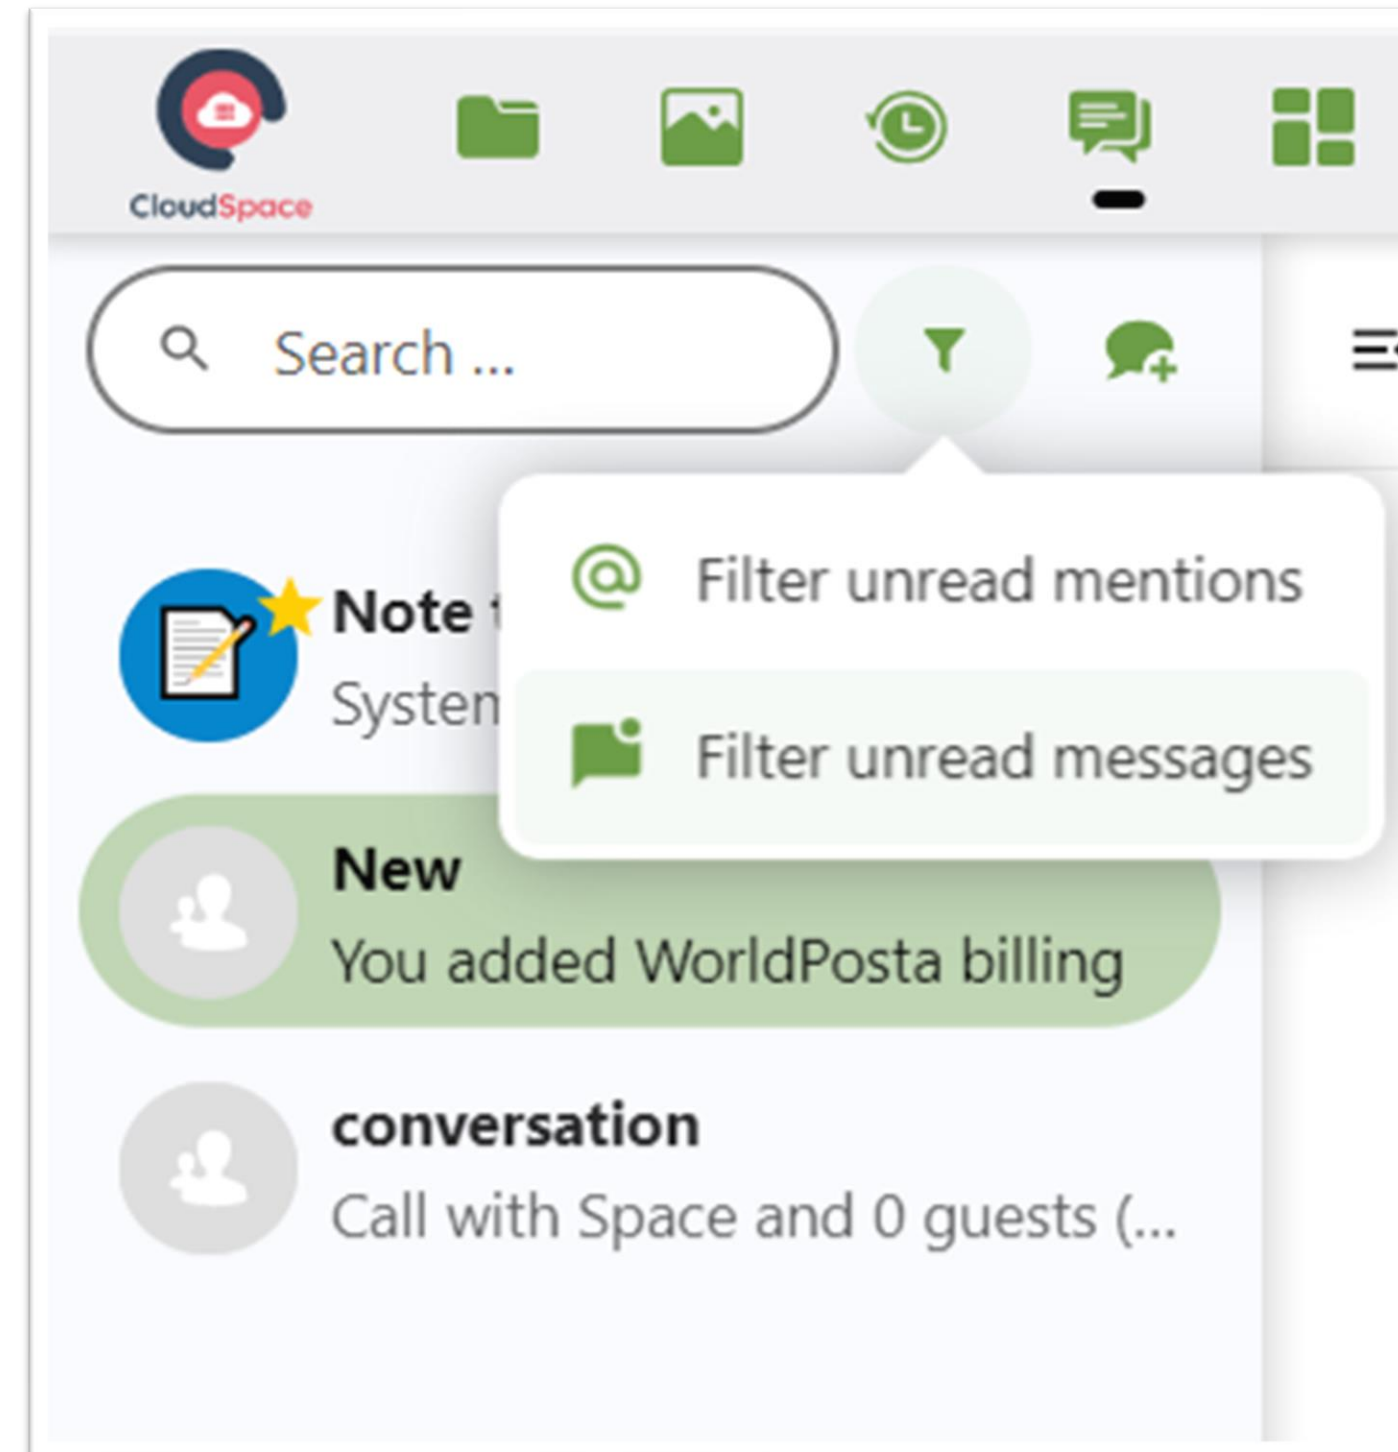 CloudSpace
Search ...
Filter unread mentions
Note
Filter unread messages
New
You added WorldPosta billing
conversation
Call with Space and 0 guests (...